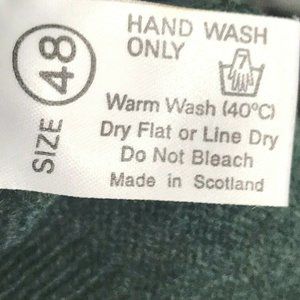 SIZE 48
HAND WASH
ONLY
7
Warm Wash (40°C)
Dry Flat or Line Dry
Do Not Bleach
Made in Scotland